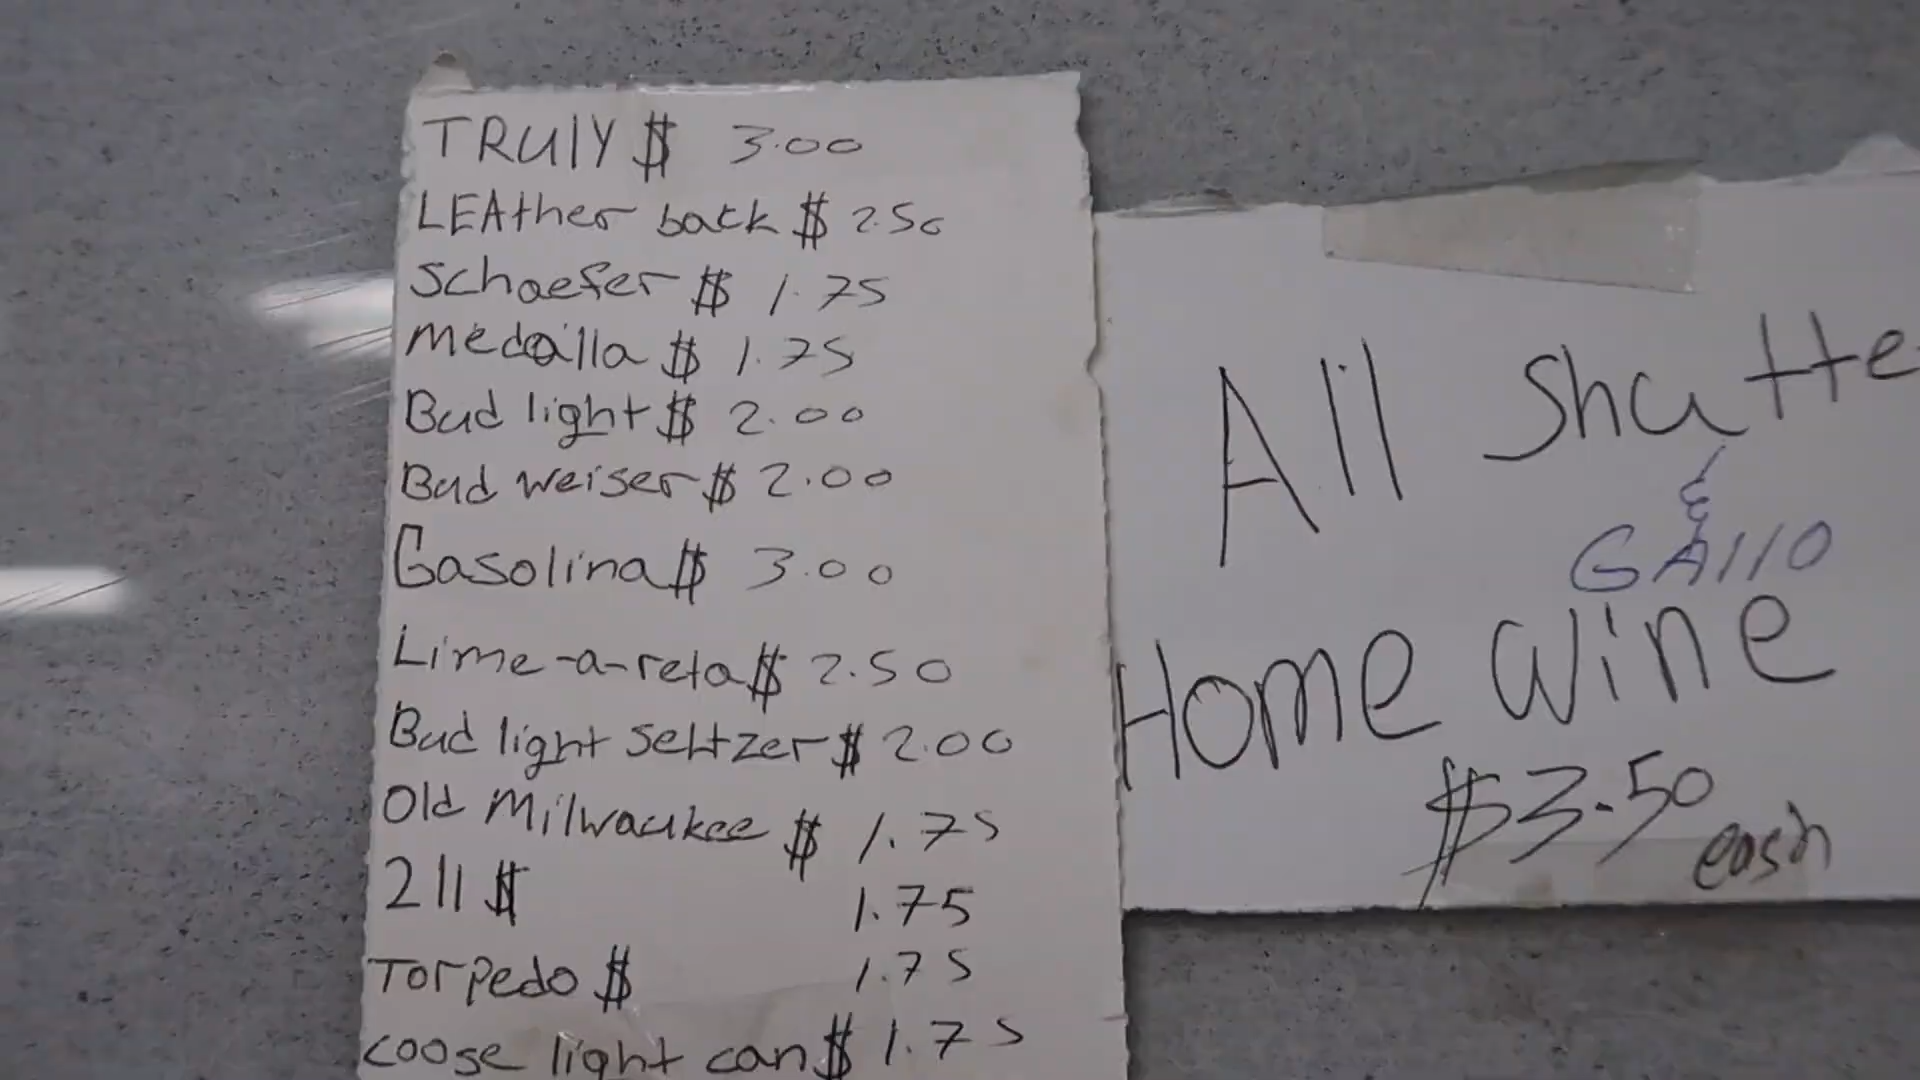 TRULY $ 3.00
LEAther back $ 2.50
Schaefer $ 1.75
medalla $ 1.75
Bud light $ 2.00
Bud weiser $ 2.00
Gasolina $ 3.00
Lime-a-reta $ 2.50
Bud light Seltzer $ 2.00
Old Milwaukee $ 1.75
211 $ 1.75
Torpedo $ 1.75
coose light can $ 1.75
All Shatte
& GAllO
Home wine
$3.50